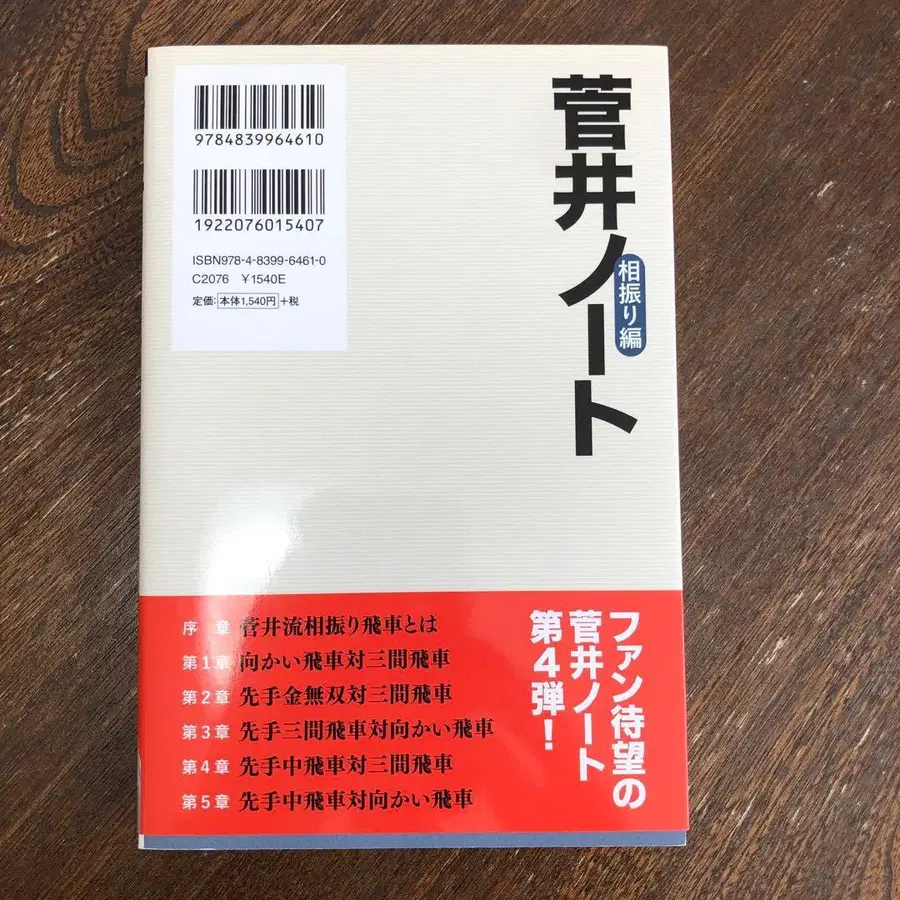 9784839964610
1922076015407
ISBN978-4-8399-6461-0
C2076 ¥1540E
定価:本体1,540円+税
菅井ノート
相振り編
ファン待望の
菅井ノート
第4弾!
序章 菅井流相振り飛車とは
第1章 向かい飛車対三間飛車
第2章 先手金無双対三間飛車
第3章 先手三間飛車対向かい飛車
第4章 先手中飛車対三間飛車
第5章 先手中飛車対向かい飛車